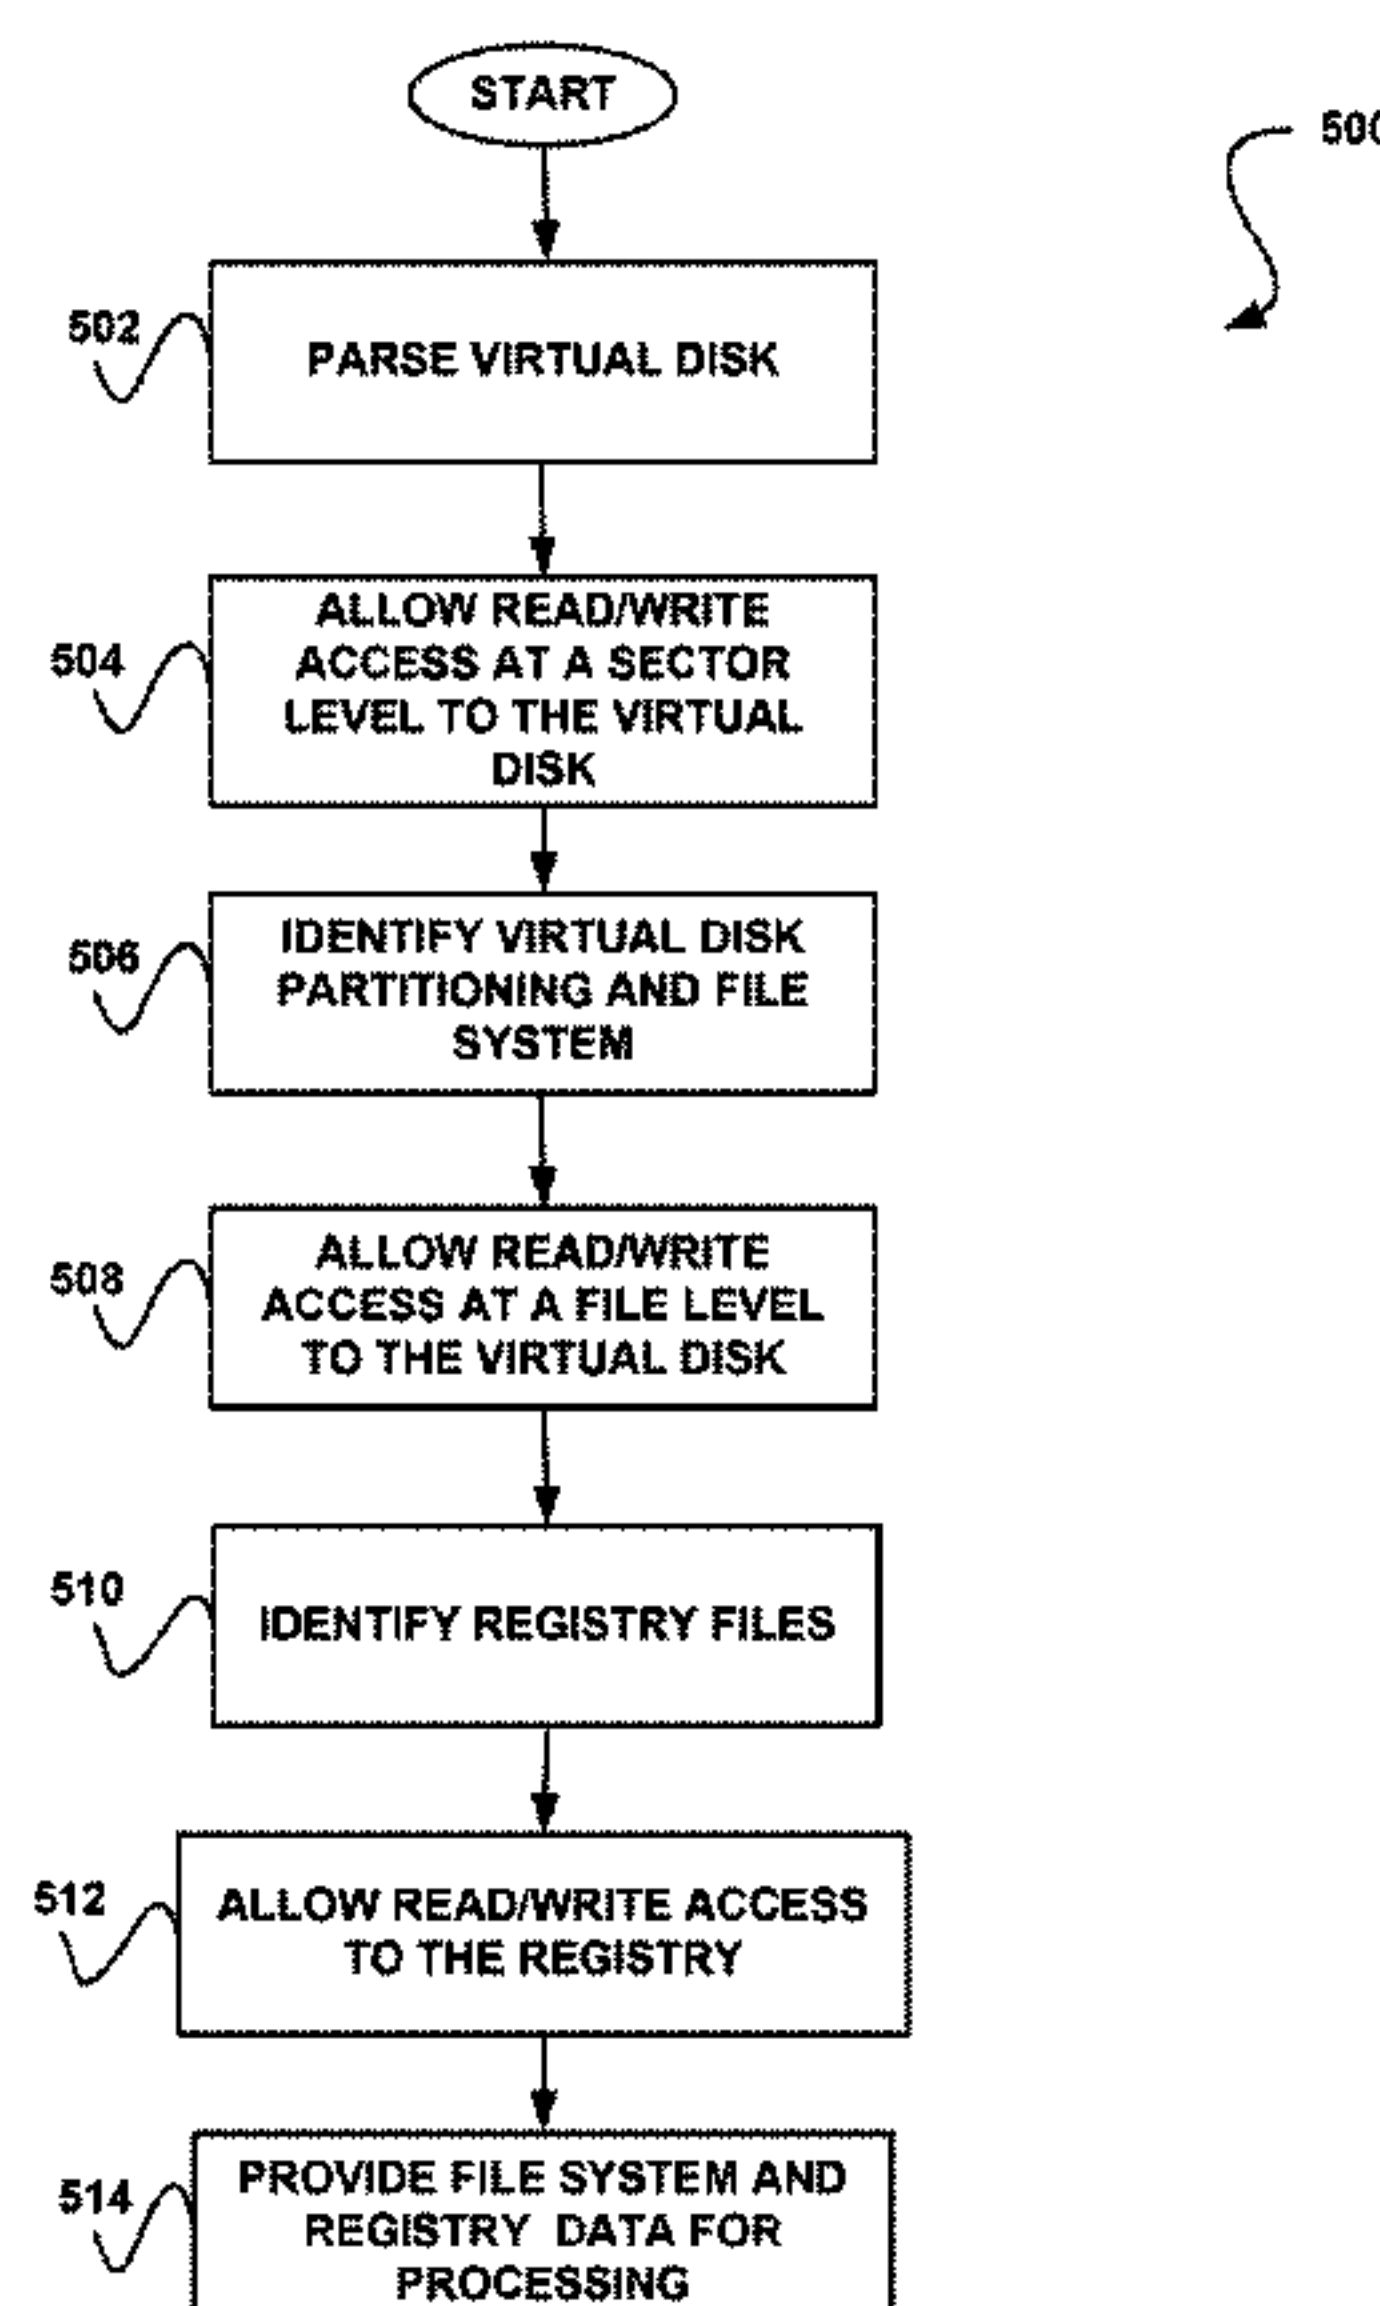 START
500
502
PARSE VIRTUAL DISK
504
ALLOW READ/WRITE
ACCESS AT A SECTOR
LEVEL TO THE VIRTUAL
DISK
506
IDENTIFY VIRTUAL DISK
PARTITIONING AND FILE
SYSTEM
508
ALLOW READ/WRITE
ACCESS AT A FILE LEVEL
TO THE VIRTUAL DISK
510
IDENTIFY REGISTRY FILES
512
ALLOW READ/WRITE ACCESS
TO THE REGISTRY
514
PROVIDE FILE SYSTEM AND
REGISTRY DATA FOR
PROCESSING